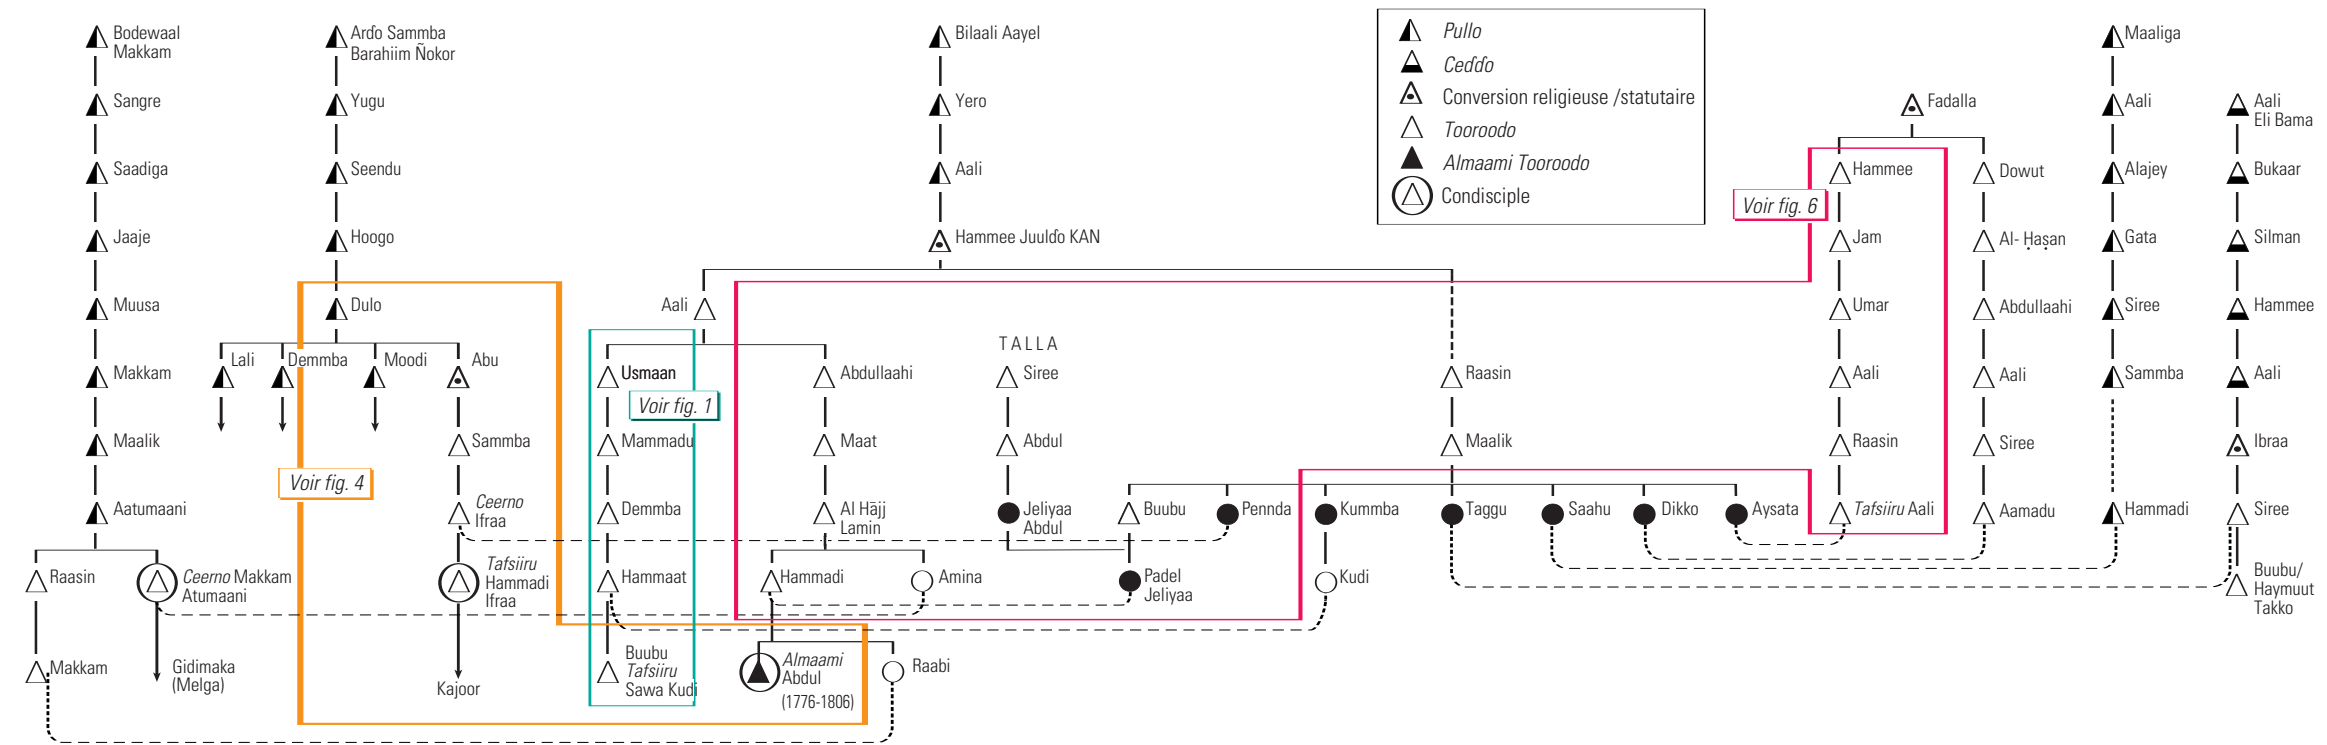 Bodewaal
Makkam
Sangre
Saadiga
Jaaje
Muusa
Makkam
Maalik
Aatumaani
Raasin
Ceerno Makkam
Atumaani
Makkam
Gidimaka
(Melga)
Arɗo Sammba
Barahiim Ñokor
Yugu
Seendu
Hoogo
Dulo
Lali
Demmba
Moodi
Abu
Voir fig. 4
Sammba
Ceerno
Ifraa
Tafsiiru
Hammadi
Ifraa
Kajoor
Bilaali Aayel
Yero
Aali
Hammee Juulɗo KAN
Aali
Usmaan
Voir fig. 1
Mammadu
Demmba
Hammaat
Buubu
Tafsiiru
Sawa Kudi
Abdullaahi
Maat
Al Hājj
Lamin
Hammadi
Amina
Almaami
Abdul
(1776-1806)
Raabi
TALLA
Siree
Abdul
Jeliyaa
Abdul
Raasin
Maalik
Buubu
Pennda
Kummba
Taggu
Saahu
Dikko
Aysata
Padel
Jeliyaa
Kudi
Pullo
Ceɗɗo
Conversion religieuse /statutaire
Tooroodo
Almaami Tooroodo
Condisciple
Voir fig. 6
Fadalla
Hammee
Jam
Umar
Aali
Raasin
Tafsiiru Aali
Dowut
Al- Ḥaṣan
Abdullaahi
Aali
Siree
Aamadu
Maaliga
Aali
Alajey
Gata
Siree
Sammba
Hammadi
Aali
Eli Bama
Bukaar
Silman
Hammee
Aali
Ibraa
Siree
Buubu/
Haymuut
Takko